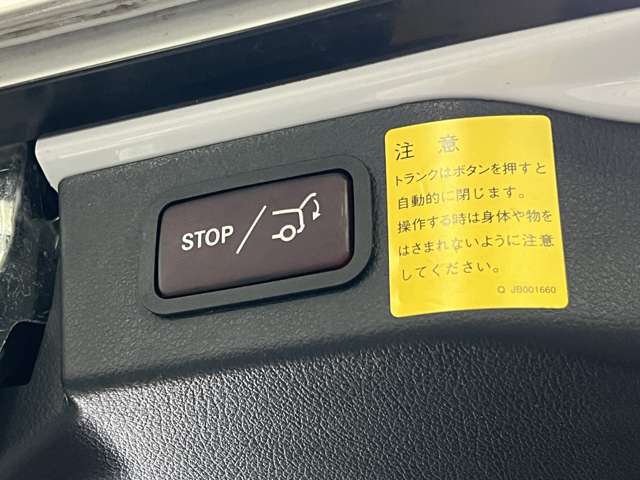 STOP /
注意
トランクはボタンを押すと
自動的に閉じます。
操作する時は身体や物を
はさまれないように注意
してください。
Q JB001660